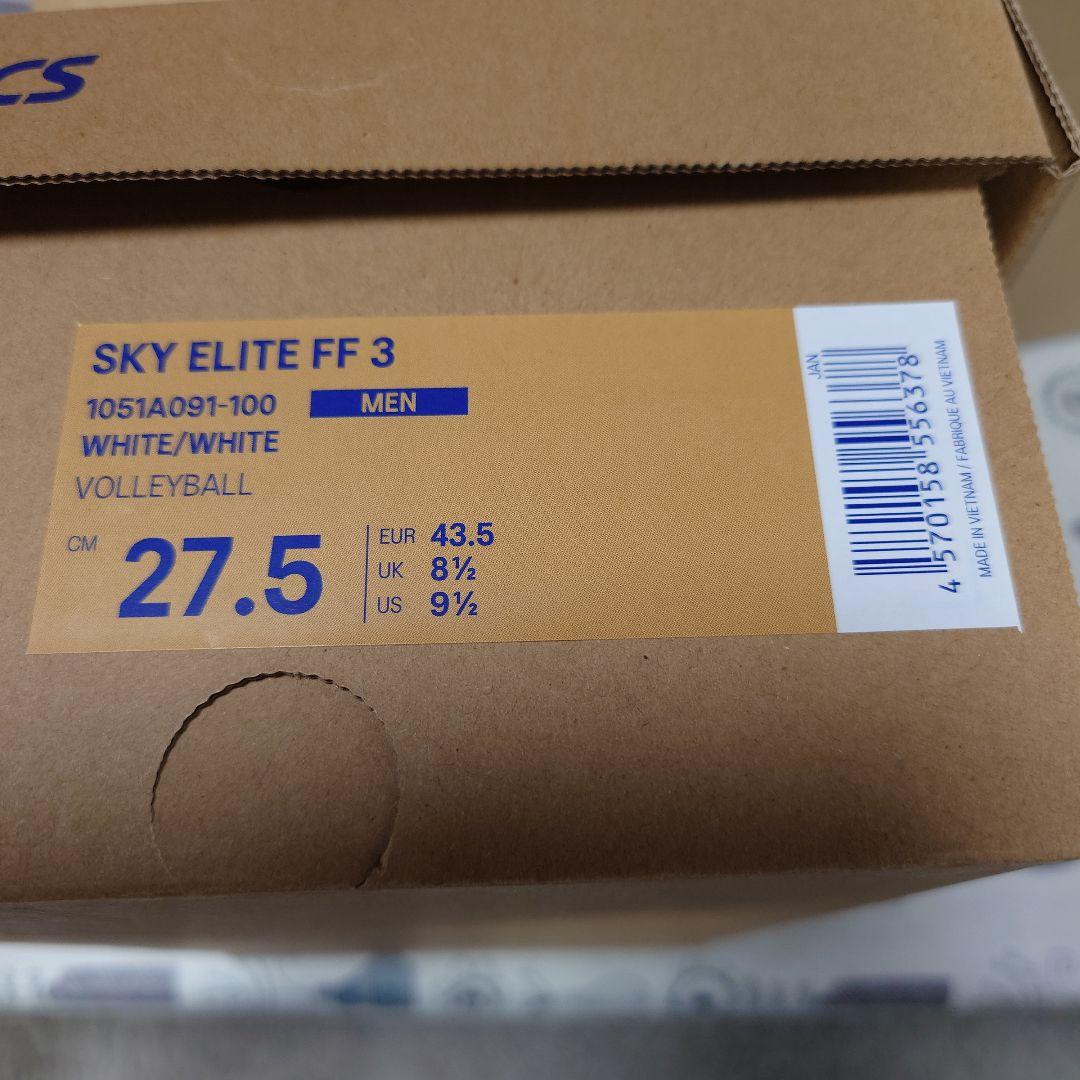 CS
SKY ELITE FF 3
1051A091-100 MEN
WHITE/WHITE
VOLLEYBALL
CM 27.5
EUR 43.5
UK 8½
US 9½
JAN
4 570158 556378
MADE IN VIETNAM / FABRIQUE AU VIETNAM